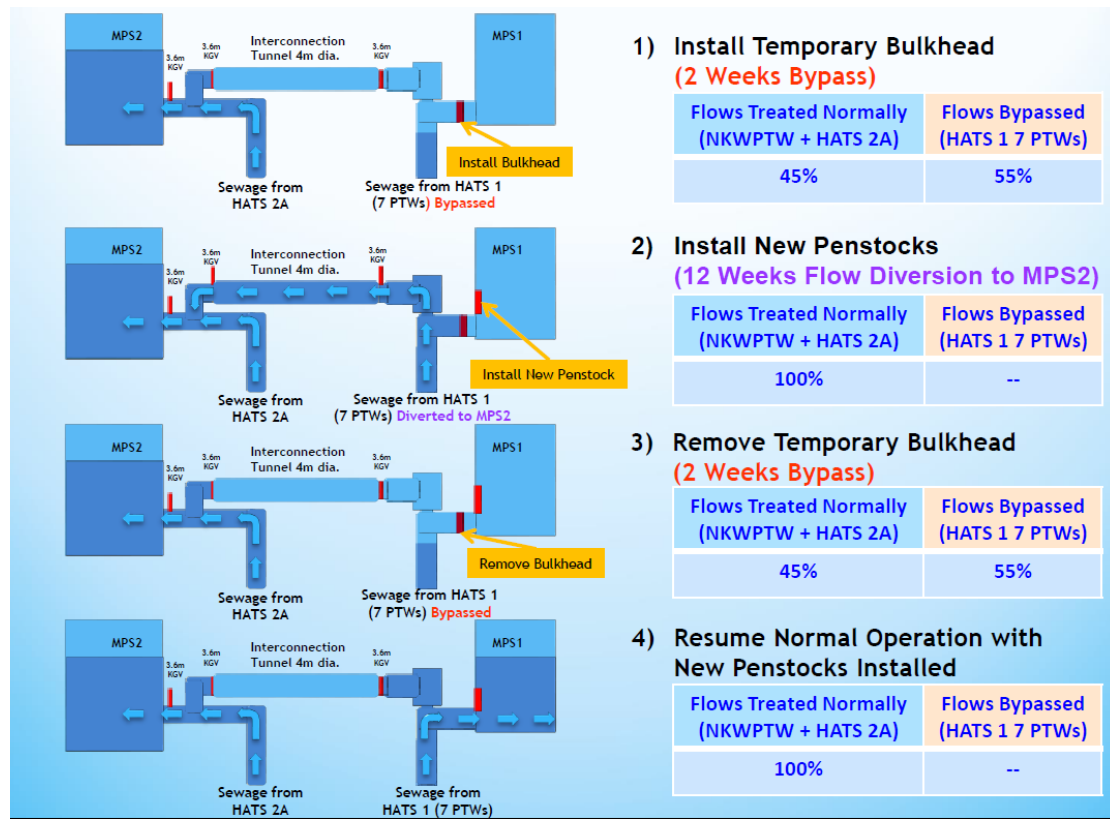 MPS2
3.6m
KGV
Interconnection
Tunnel 4m dia.
3.6m
KGV
3.6m
KGV
MPS1
Install Bulkhead
Sewage from
HATS 2A
Sewage from HATS 1
(7 PTWs) Bypassed
1) Install Temporary Bulkhead
(2 Weeks Bypass)
Flows Treated Normally
(NKWPTW + HATS 2A)
Flows Bypassed
(HATS 1 7 PTWs)
45%
55%
MPS2
3.6m
KGV
3.6m
KGV
Interconnection
Tunnel 4m dia.
3.6m
KGV
MPS1
Install New Penstock
Sewage from
HATS 2A
Sewage from HATS 1
(7 PTWs) Diverted to MPS2
2) Install New Penstocks
(12 Weeks Flow Diversion to MPS2)
Flows Treated Normally
(NKWPTW + HATS 2A)
Flows Bypassed
(HATS 1 7 PTWs)
100%
--
MPS2
3.6m
KGV
3.6m
KGV
Interconnection
Tunnel 4m dia.
3.6m
KGV
MPS1
Remove Bulkhead
Sewage from
HATS 2A
Sewage from HATS 1
(7 PTWs) Bypassed
3) Remove Temporary Bulkhead
(2 Weeks Bypass)
Flows Treated Normally
(NKWPTW + HATS 2A)
Flows Bypassed
(HATS 1 7 PTWs)
45%
55%
MPS2
3.6m
KGV
3.6m
KGV
Interconnection
Tunnel 4m dia.
3.6m
KGV
MPS1
Sewage from
HATS 2A
Sewage from
HATS 1 (7 PTWs)
4) Resume Normal Operation with
New Penstocks Installed
Flows Treated Normally
(NKWPTW + HATS 2A)
Flows Bypassed
(HATS 1 7 PTWs)
100%
--